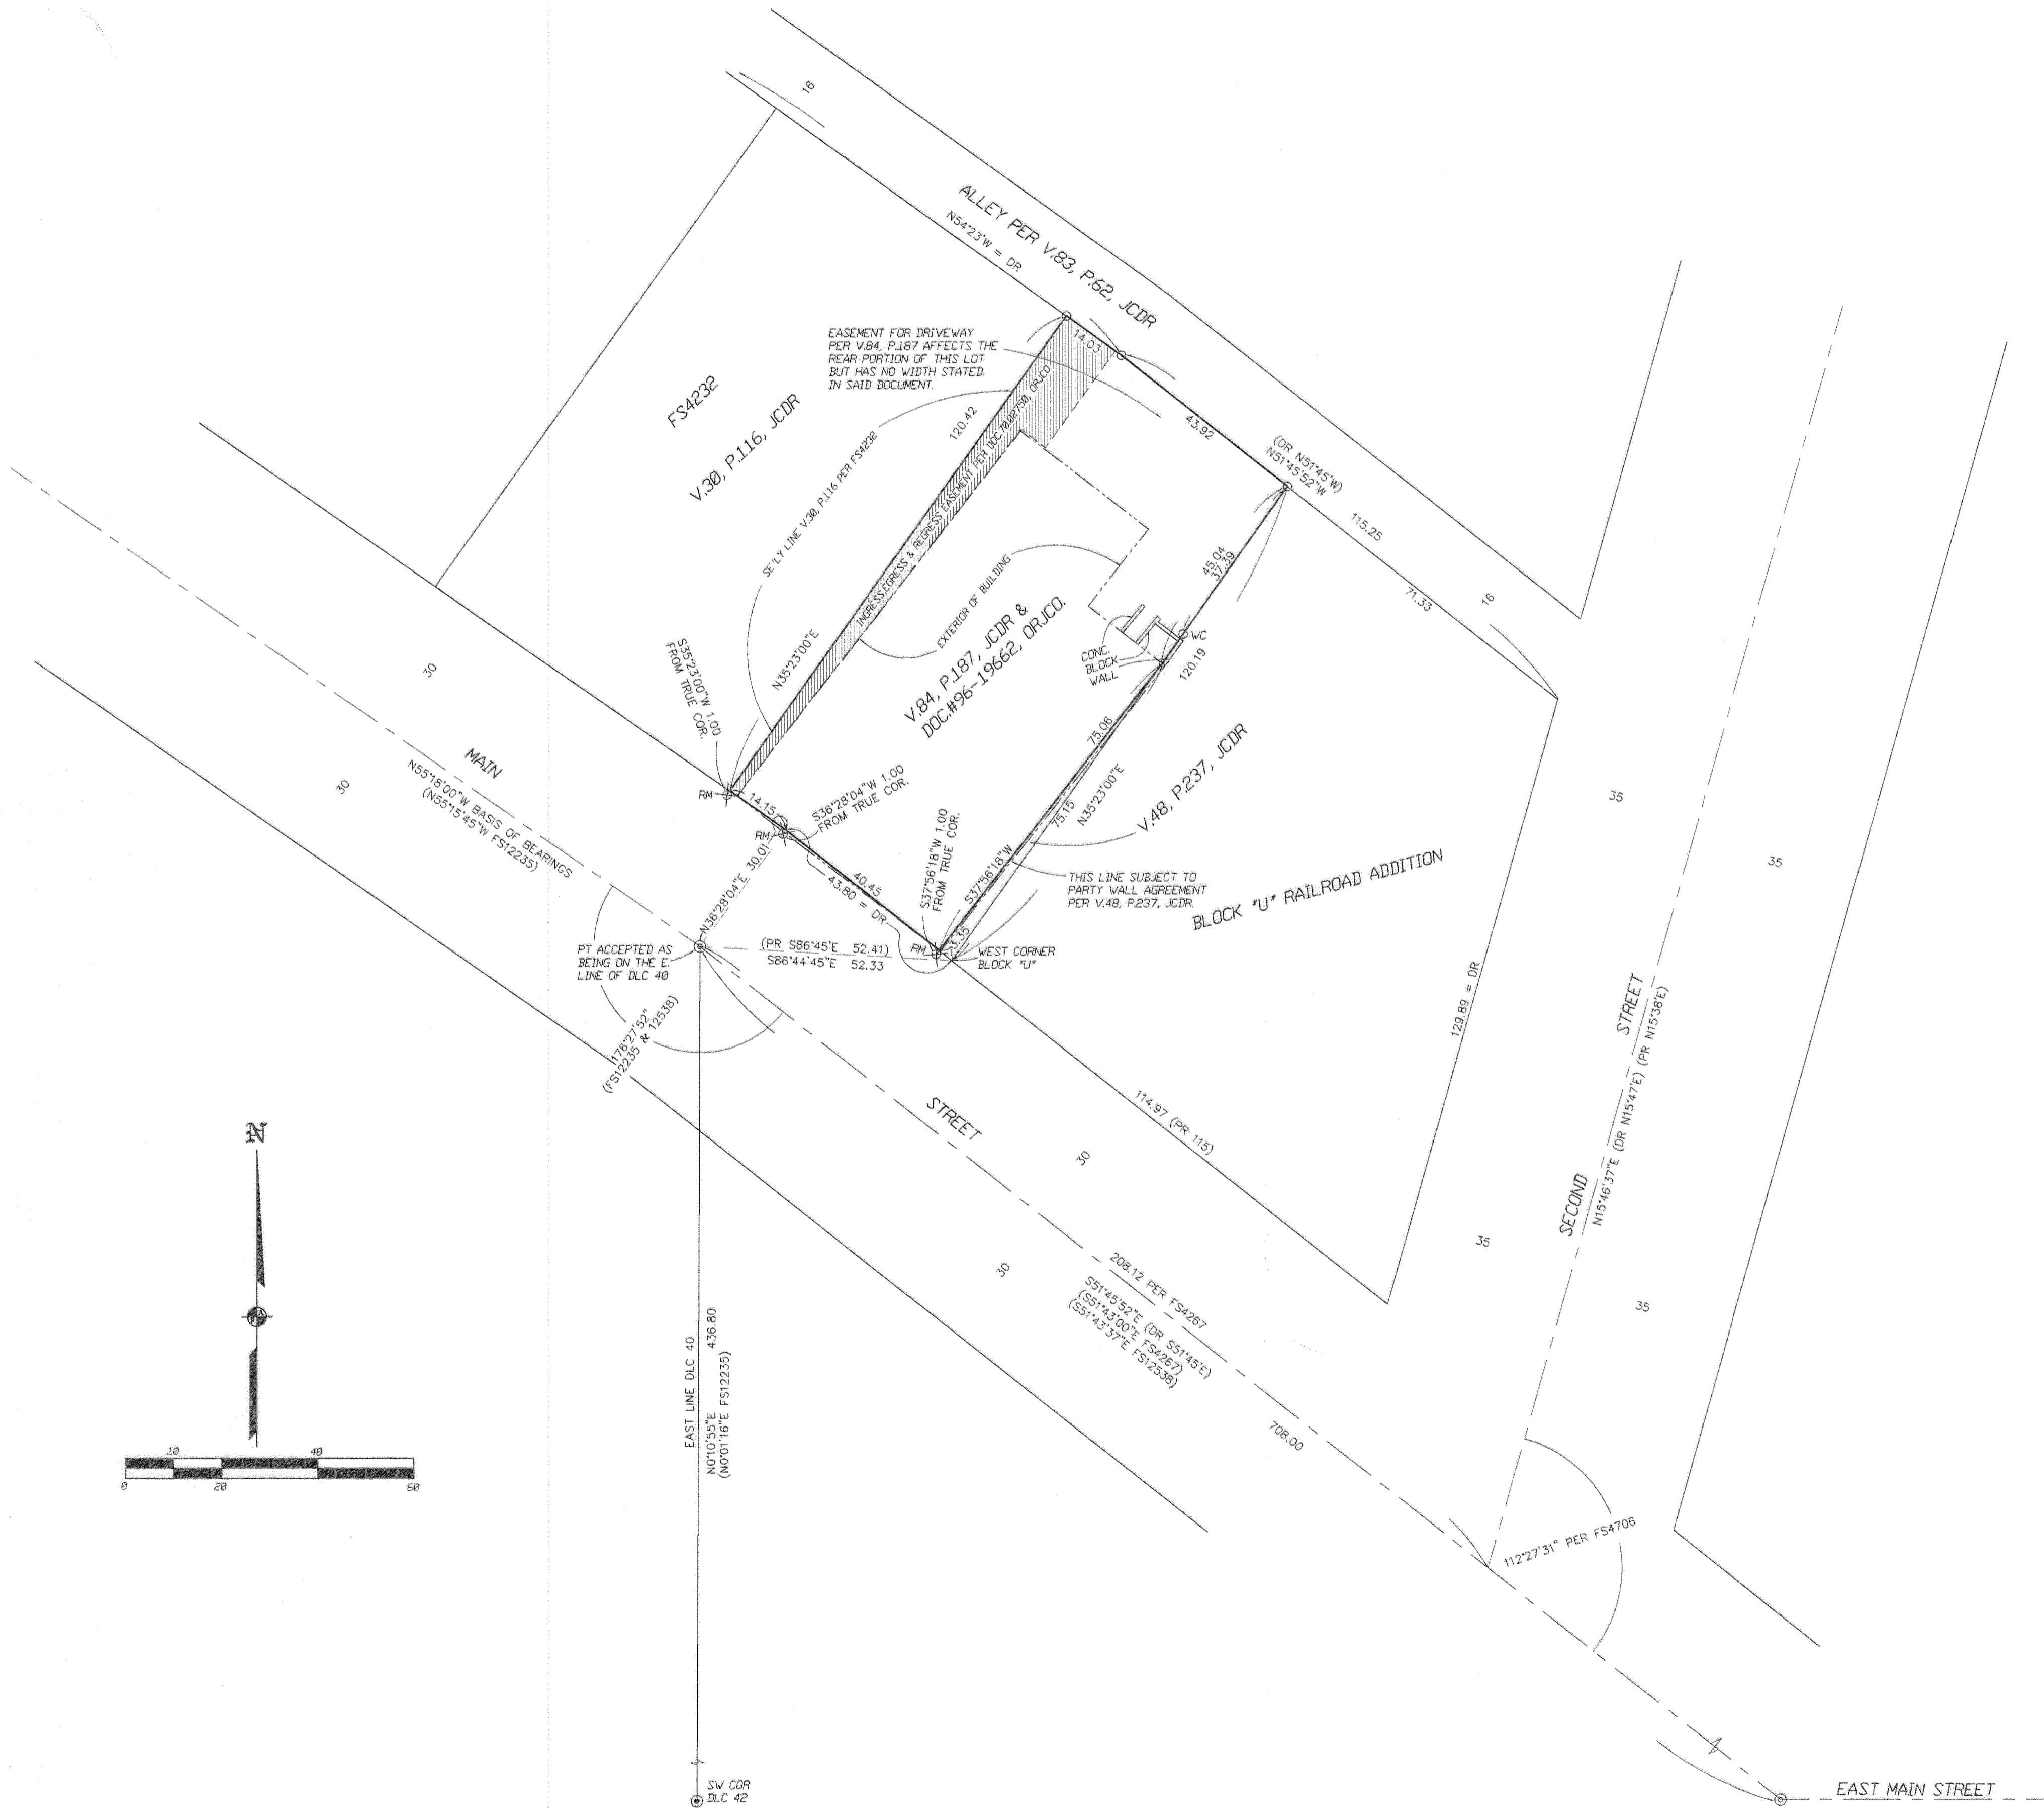 16
ALLEY PER V.83, P.62, JCDR
N54°23'W = DR
EASEMENT FOR DRIVEWAY
PER V.84, P.187 AFFECTS THE
REAR PORTION OF THIS LOT
BUT HAS NO WIDTH STATED.
IN SAID DOCUMENT.
14.03
FS4232
V.30, P.116, JCDR
120.42
43.92
(DR N51°45'W)
N51°45'52"W
115.25
71.33
16
SE'LY LINE V.30, P.116 PER FS4232
INGRESS,EGRESS & REGRESS EASEMENT PER DOC.70.02750, ORJCO.
EXTERIOR OF BUILDING
45.04
37.39
WC
CONC.
BLOCK
WALL
120.19
V.84, P.187, JCDR &
DOC.#96-19662, ORJCO.
N35°23'00"E
S35°23'00"W 1.00
FROM TRUE COR.
30
30
MAIN
N55°18'00"W BASIS OF BEARINGS
(N55°15'45"W FS12235)
RM
14.15
S36°28'04"W 1.00
FROM TRUE COR.
RM
N36°28'04"E 30.01
40.45
43.80 = DR
S37°56'18"W 1.00
FROM TRUE COR.
S37°56'18"W
75.06
75.15
N35°23'00"E
V.48, P.237, JCDR
THIS LINE SUBJECT TO
PARTY WALL AGREEMENT
PER V.48, P.237, JCDR.
BLOCK "U" RAILROAD ADDITION
3.35
RM
WEST CORNER
BLOCK "U"
(PR S86°45'E 52.41)
S86°44'45"E 52.33
PT ACCEPTED AS
BEING ON THE E.
LINE OF DLC 40
176°27'52"
(FS12235 & 12538)
35
35
129.89 = DR
SECOND STREET
N15°46'37"E (DR N15°47'E) (PR N15°38'E)
35
35
STREET
30
30
114.97 (PR 115)
208.12 PER FS4267
S51°45'52"E (DR S51°45'E)
(S51°43'00"E FS4267)
(S51°43'37"E FS12538)
708.00
112°27'31" PER FS4706
N
10 40
0 20 60
EAST LINE DLC 40
N0°10'55"E 436.80
(N0°01'16"E FS12235)
SW COR
DLC 42
EAST MAIN STREET